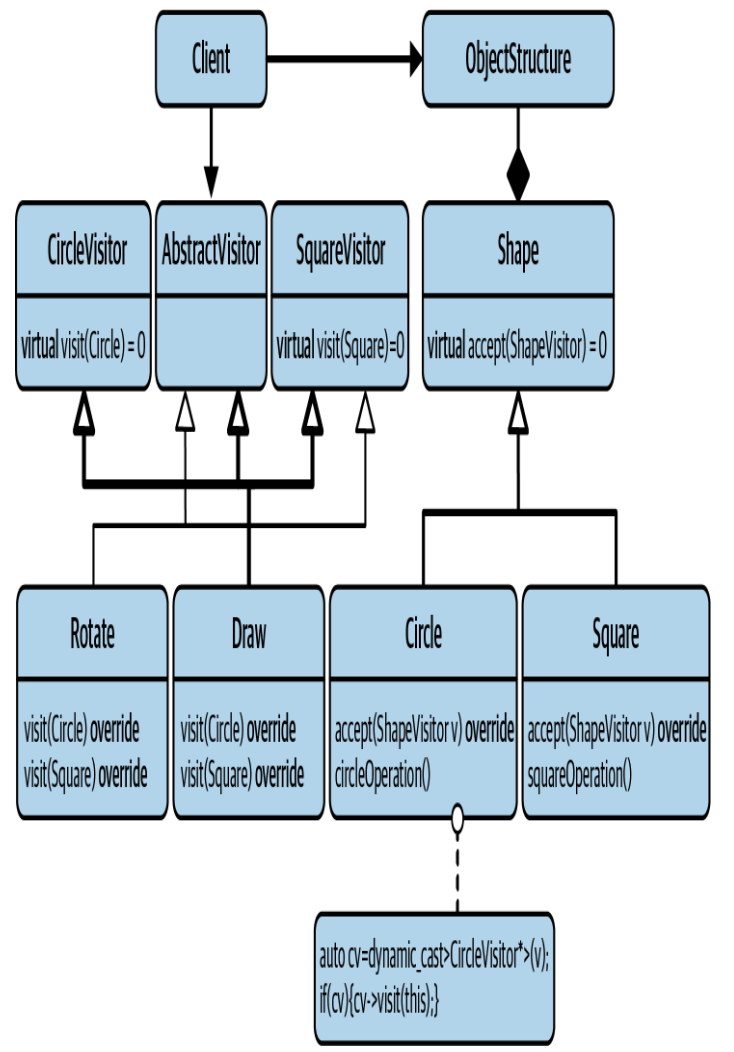 Client
ObjectStructure
CircleVisitor
AbstractVisitor
SquareVisitor
Shape
virtual visit(Circle) = 0
virtual visit(Square)=0
virtual accept(ShapeVisitor) = 0
Rotate
Draw
Circle
Square
visit(Circle) override
visit(Square) override
visit(Circle) override
visit(Square) override
accept(ShapeVisitor v) override
circleOperation()
accept(ShapeVisitor v) override
squareOperation()
auto cv=dynamic_cast>CircleVisitor*>(v);
if(cv){cv->visit(this);}